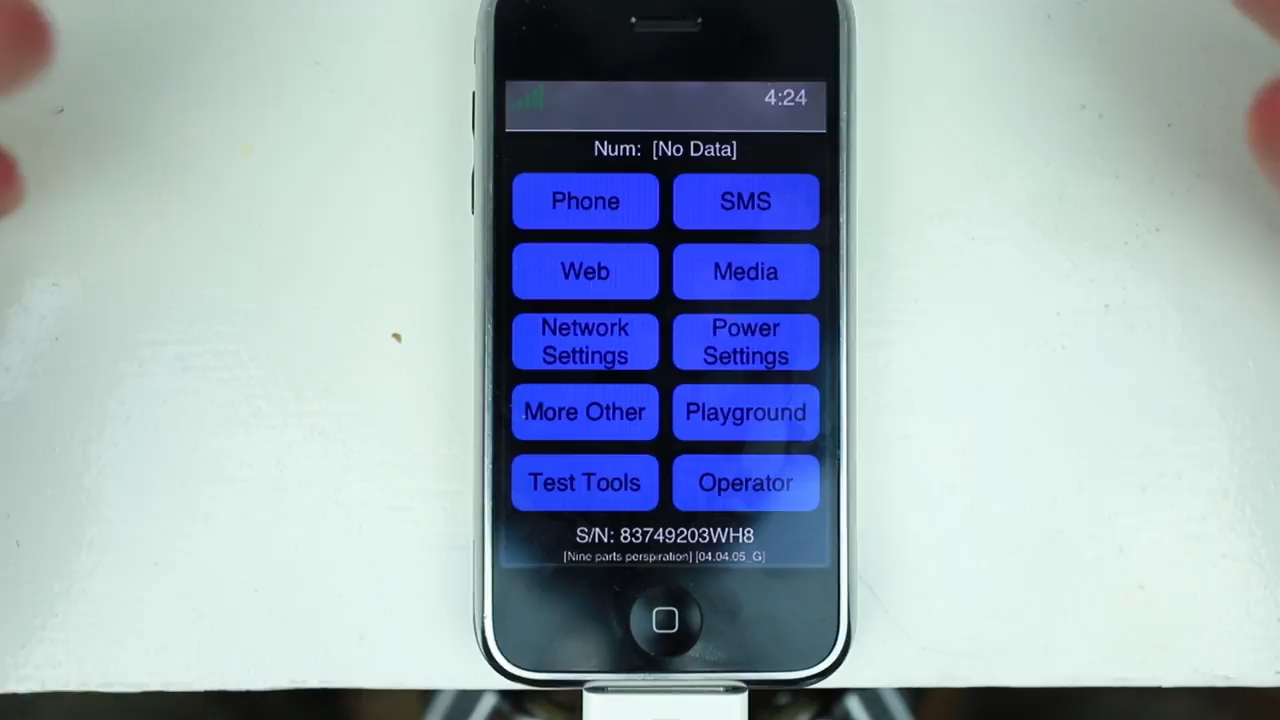 4:24
Num: [No Data]
Phone
SMS
Web
Media
Network
Settings
Power
Settings
More Other
Playground
Test Tools
Operator
S/N: 83749203WH8
[Nine parts perspiration] [04.04.05_G]